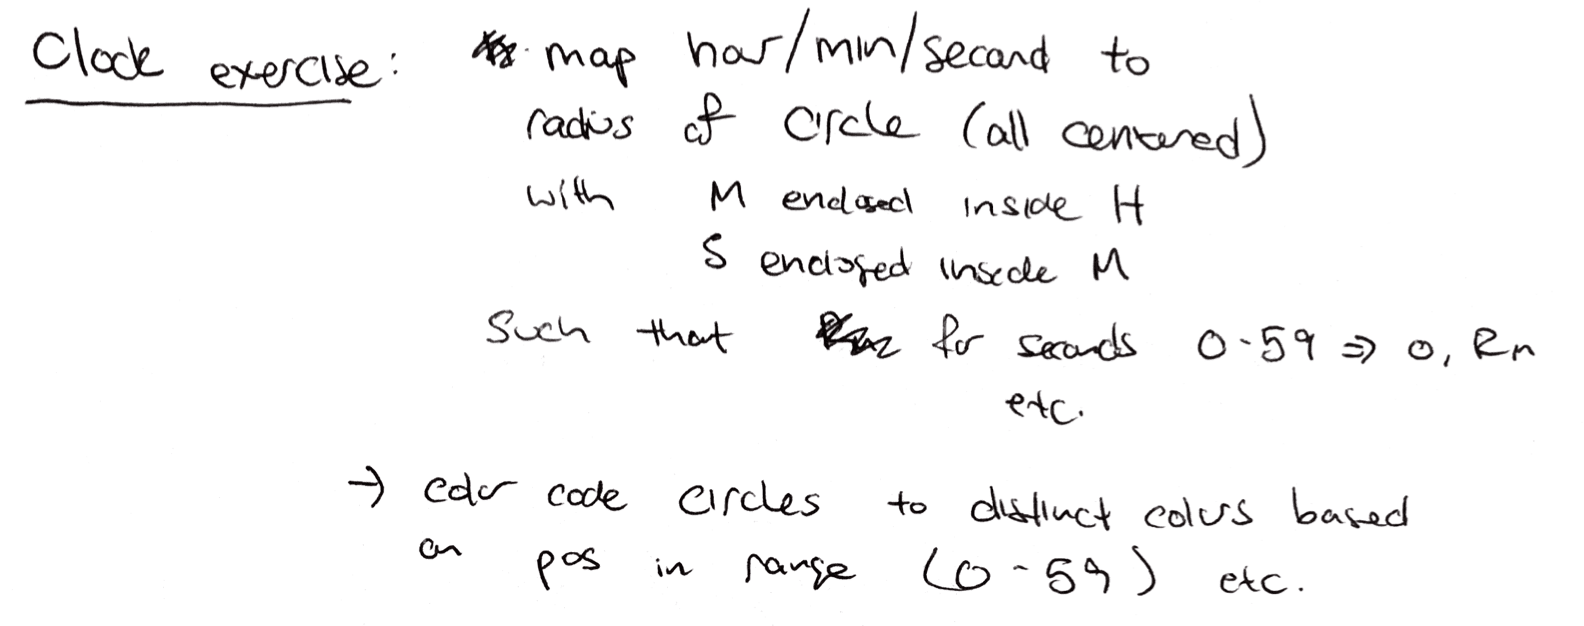 Clock exercise: map hour/min/second to
radius of circle (all centered)
with M enclosed inside H
S enclosed inside M
Such that for seconds 0-59 ⇒ 0, Rm
etc.
→ color code circles to distinct colors based
on pos in range (0-59) etc.